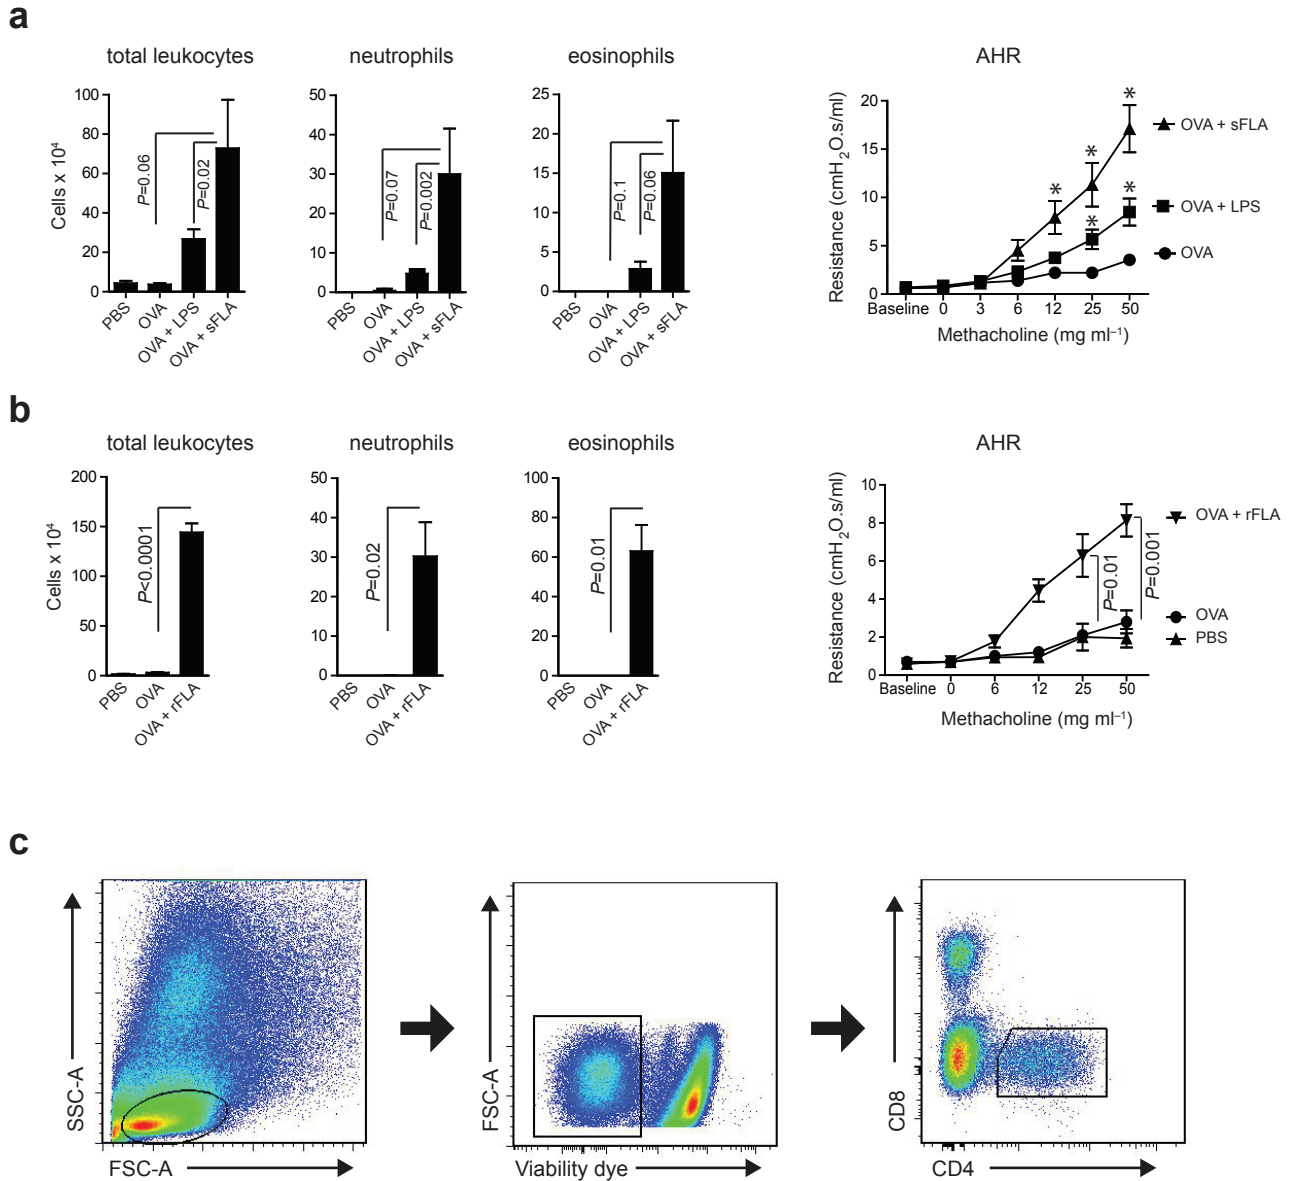 a
total leukocytes
neutrophils
eosinophils
AHR
Cells x 10⁴
100
80
60
40
20
0
P=0.06
P=0.02
PBS
OVA
OVA + LPS
OVA + sFLA
50
40
30
20
10
0
P=0.07
P=0.002
PBS
OVA
OVA + LPS
OVA + sFLA
25
20
15
10
5
0
P=0.1
P=0.06
PBS
OVA
OVA + LPS
OVA + sFLA
Resistance (cmH₂O.s/ml)
20
15
10
5
0
* * * * *
Baseline 0 3 6 12 25 50
Methacholine (mg ml⁻¹)
OVA + sFLA
OVA + LPS
OVA
b
total leukocytes
neutrophils
eosinophils
AHR
Cells x 10⁴
200
150
100
50
0
P<0.0001
PBS
OVA
OVA + rFLA
50
40
30
20
10
0
P=0.02
PBS
OVA
OVA + rFLA
100
80
60
40
20
0
P=0.01
PBS
OVA
OVA + rFLA
Resistance (cmH₂O.s/ml)
10
8
6
4
2
0
P=0.01
P=0.001
Baseline 0 6 12 25 50
Methacholine (mg ml⁻¹)
OVA + rFLA
OVA
PBS
c
SSC-A
FSC-A
FSC-A
Viability dye
CD8
CD4